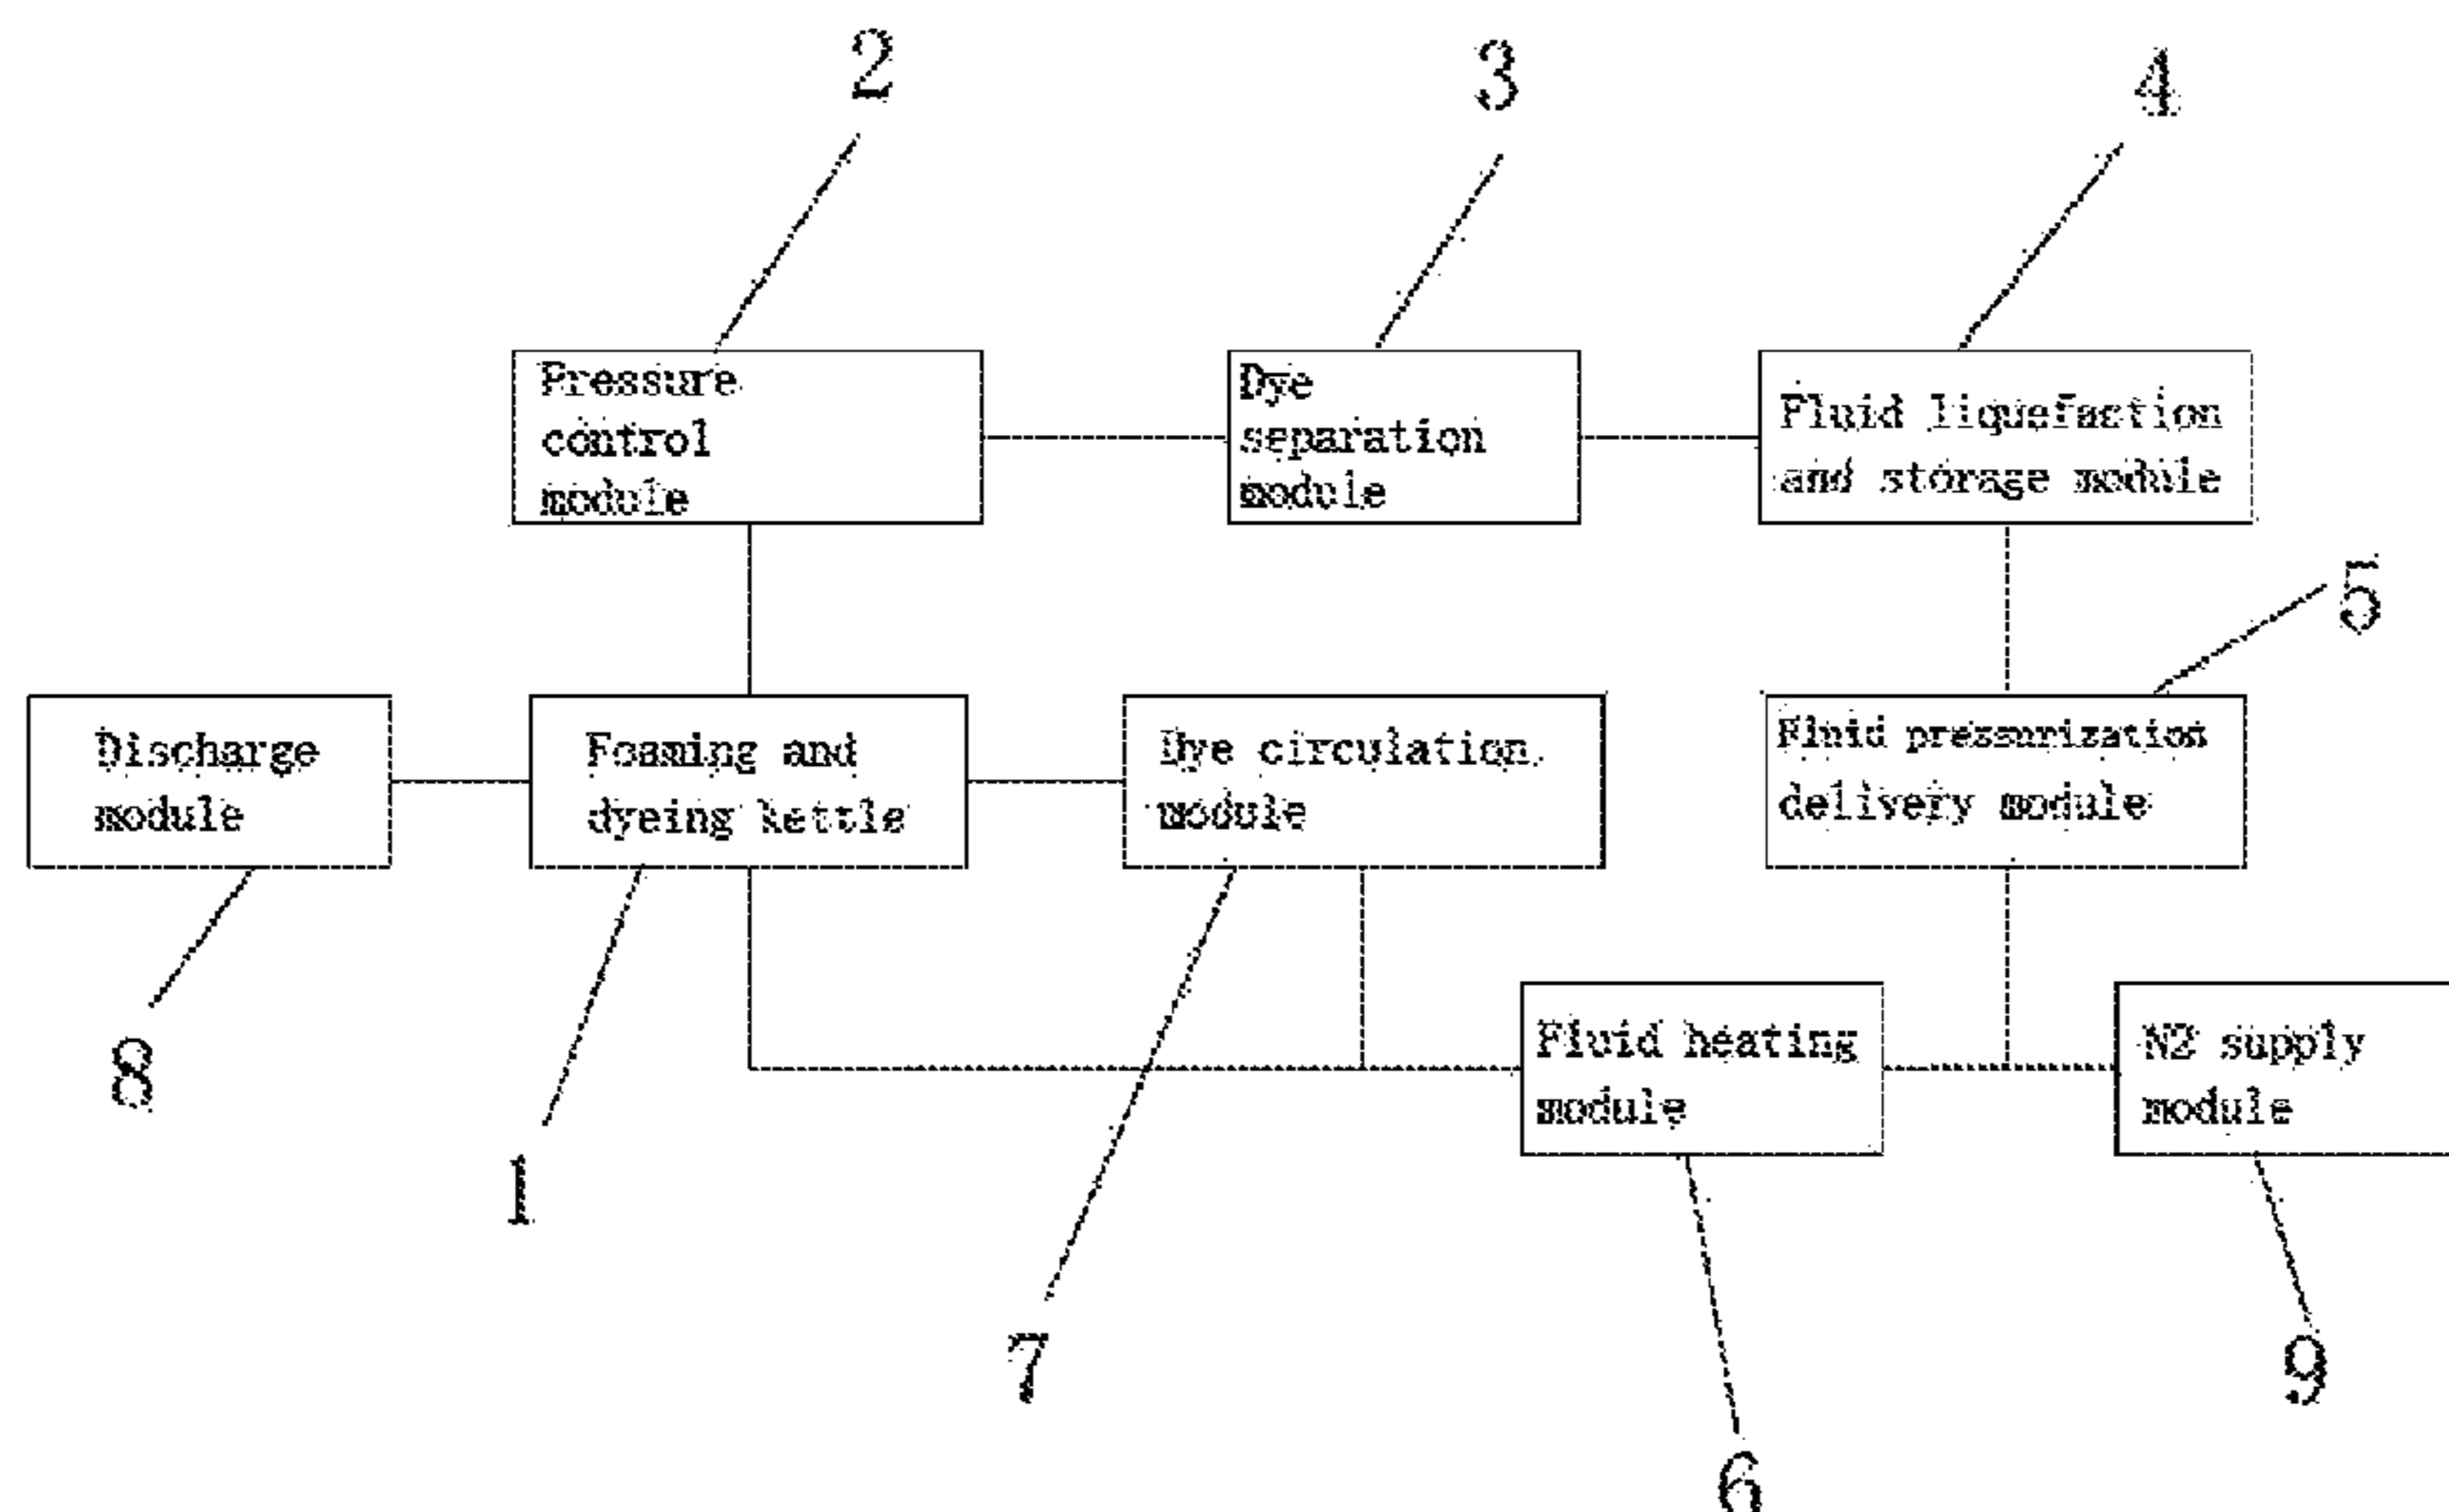 2
3
4
Pressure
control
module
Dye
separation
module
Fluid liquefaction
and storage module
5
Discharge
module
Foaming and
dyeing kettle
Dye circulation
module
Fluid pressurization
delivery module
Fluid heating
module
N2 supply
module
8
1
7
9
6